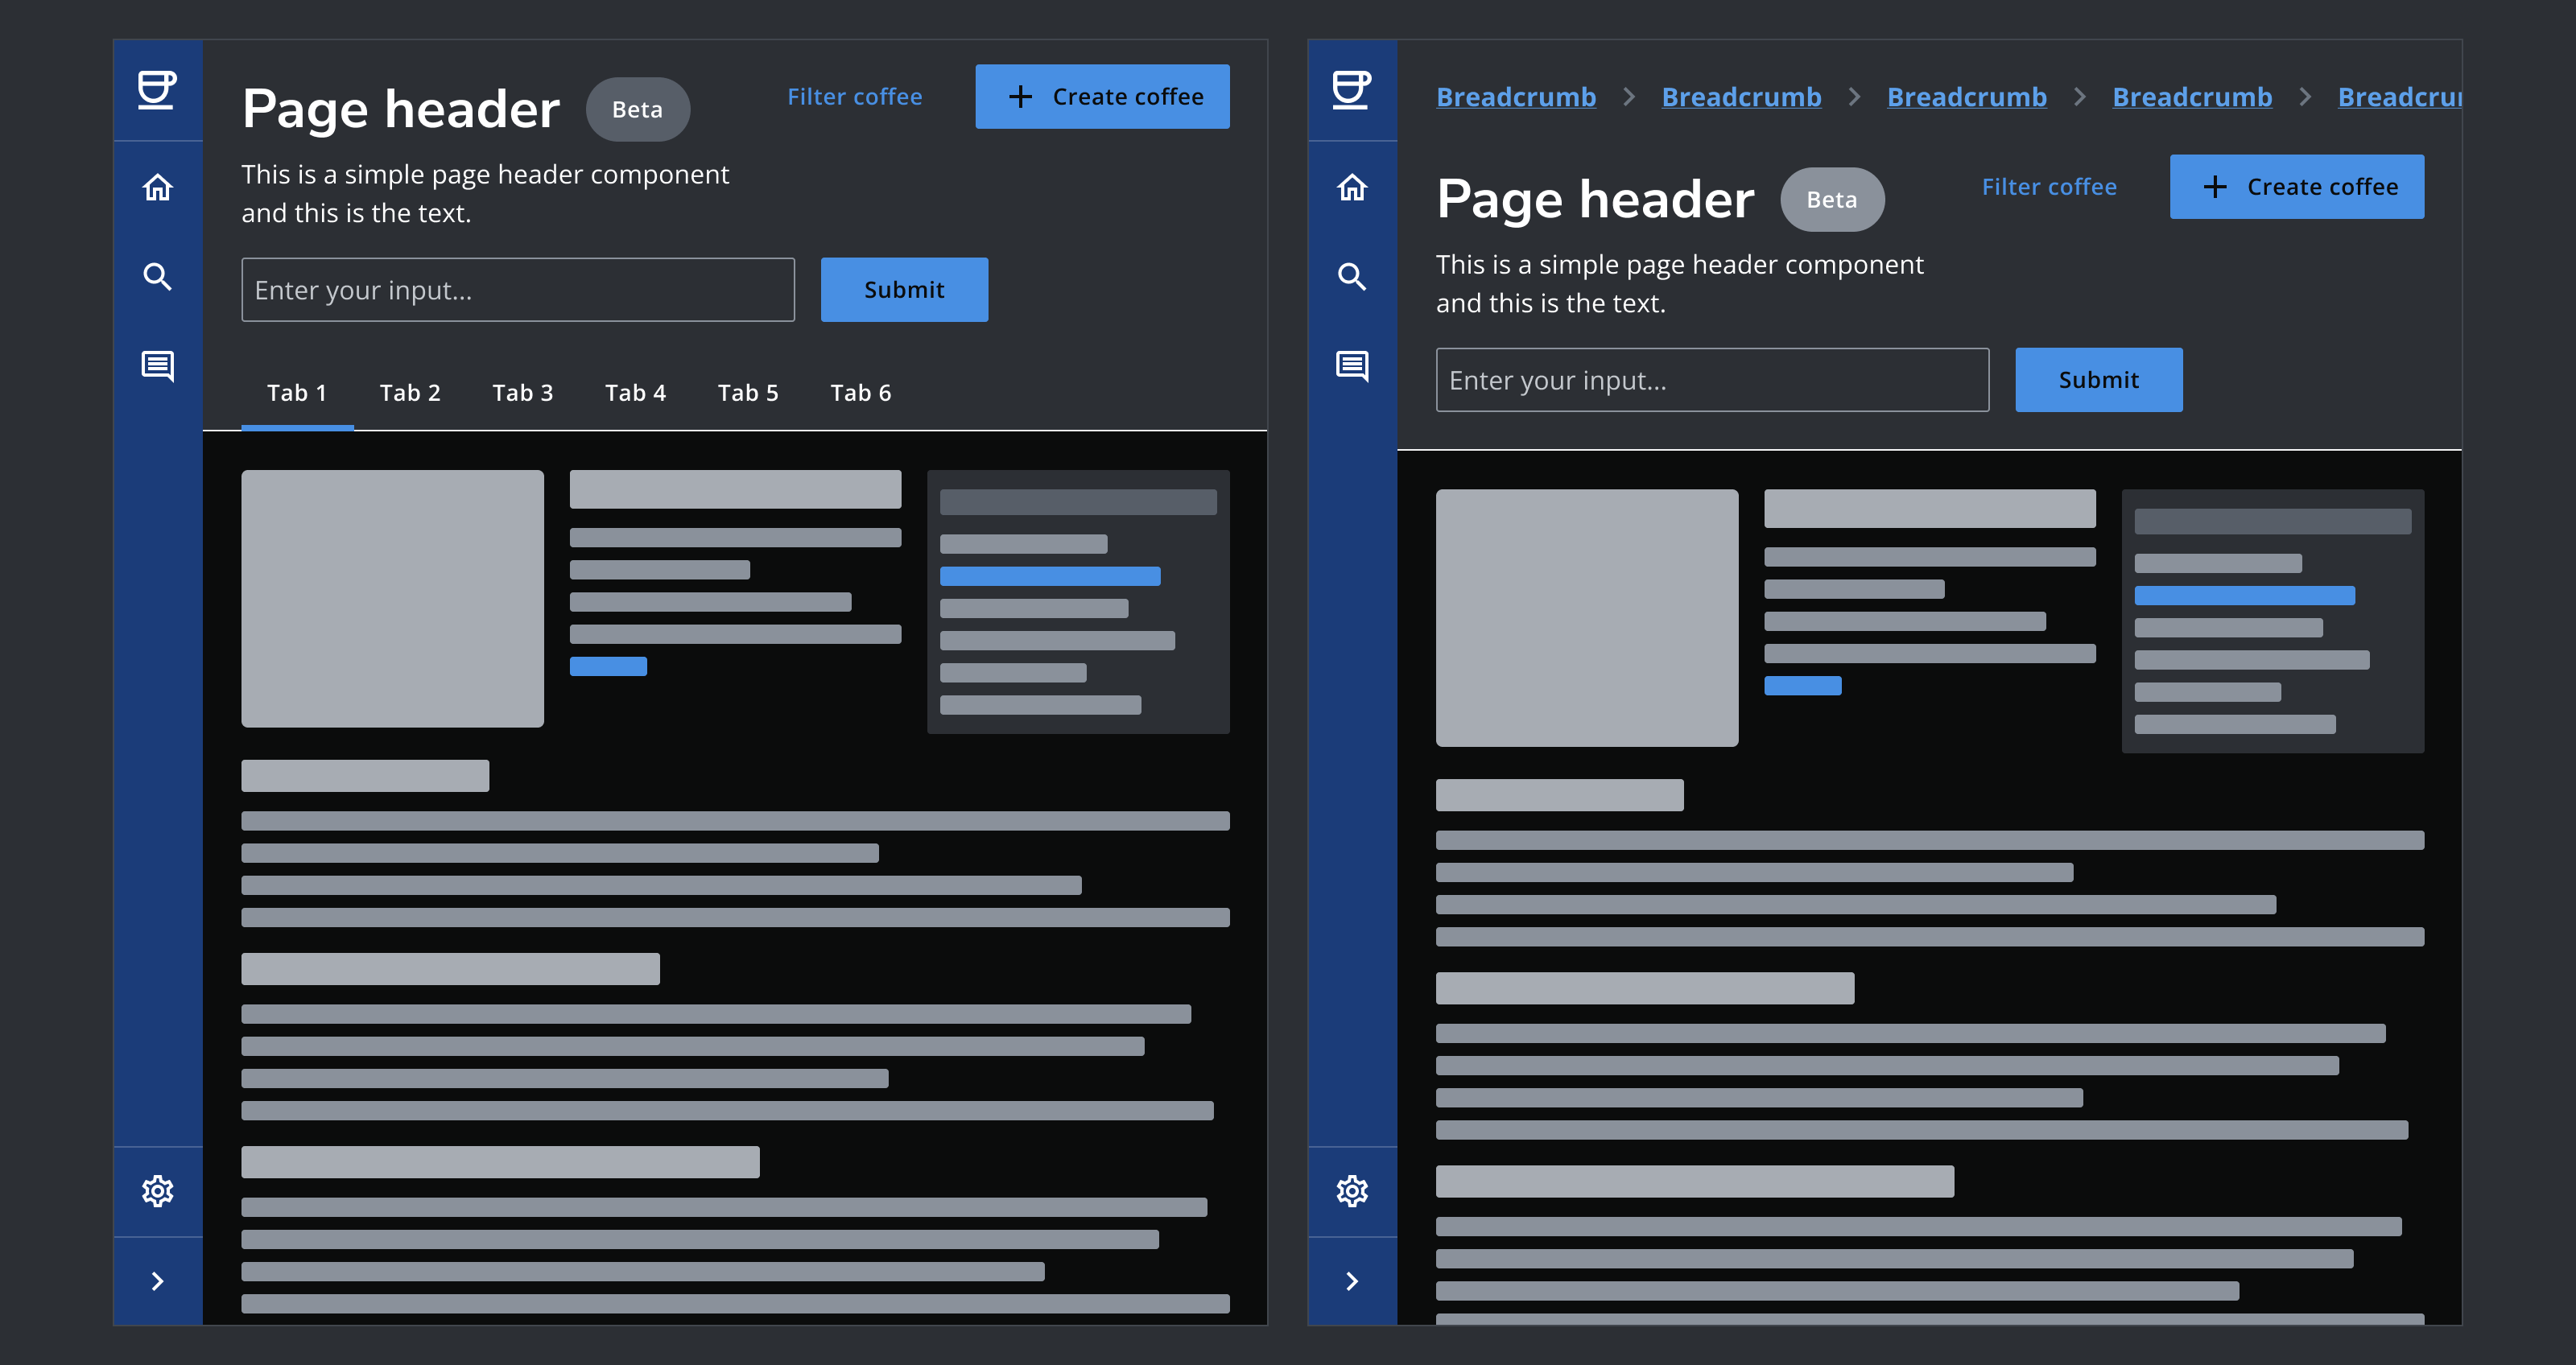 Page header Beta Filter coffee Create coffee
This is a simple page header component
and this is the text.
Enter your input... Submit
Tab 1 Tab 2 Tab 3 Tab 4 Tab 5 Tab 6
Breadcrumb Breadcrumb Breadcrumb Breadcrumb Breadcru
Page header Beta Filter coffee Create coffee
This is a simple page header component
and this is the text.
Enter your input... Submit